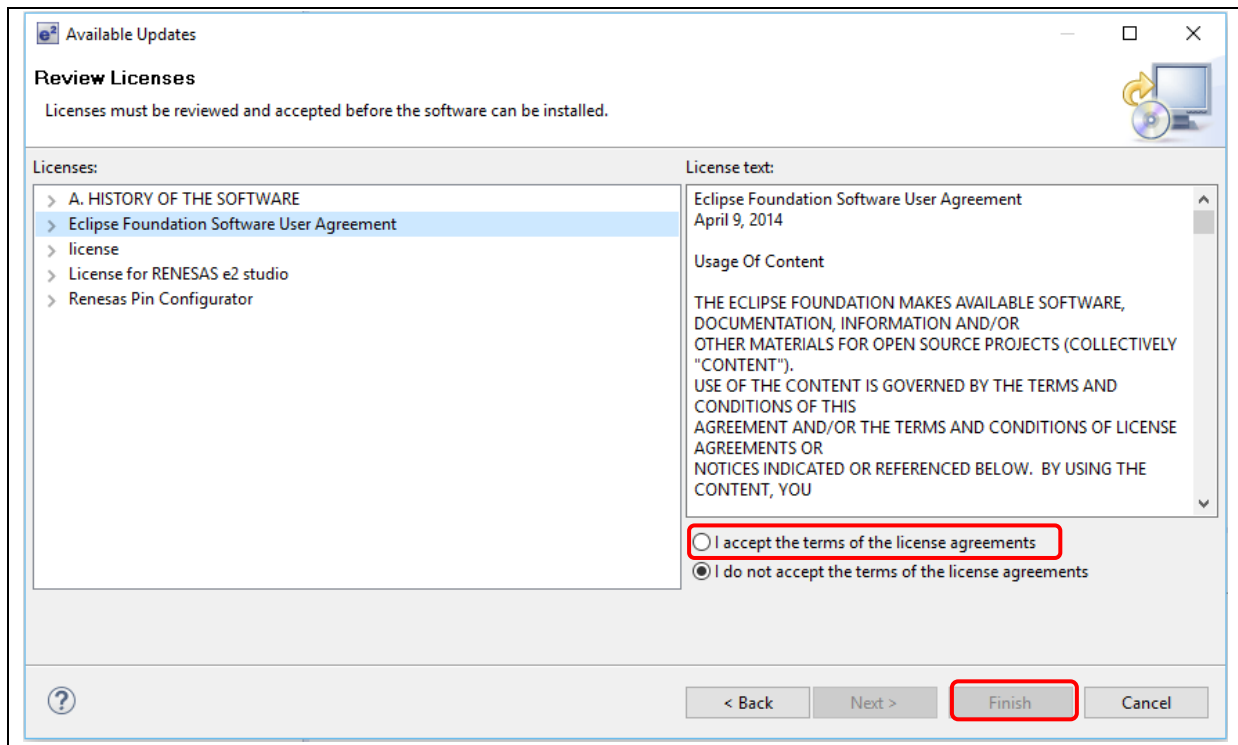 e² Available Updates
Review Licenses
Licenses must be reviewed and accepted before the software can be installed.
Licenses:
A. HISTORY OF THE SOFTWARE
Eclipse Foundation Software User Agreement
license
License for RENESAS e2 studio
Renesas Pin Configurator
License text:
Eclipse Foundation Software User Agreement
April 9, 2014
Usage Of Content
THE ECLIPSE FOUNDATION MAKES AVAILABLE SOFTWARE,
DOCUMENTATION, INFORMATION AND/OR
OTHER MATERIALS FOR OPEN SOURCE PROJECTS (COLLECTIVELY
"CONTENT").
USE OF THE CONTENT IS GOVERNED BY THE TERMS AND
CONDITIONS OF THIS
AGREEMENT AND/OR THE TERMS AND CONDITIONS OF LICENSE
AGREEMENTS OR
NOTICES INDICATED OR REFERENCED BELOW.  BY USING THE
CONTENT, YOU
I accept the terms of the license agreements
I do not accept the terms of the license agreements
? < Back Next > Finish Cancel